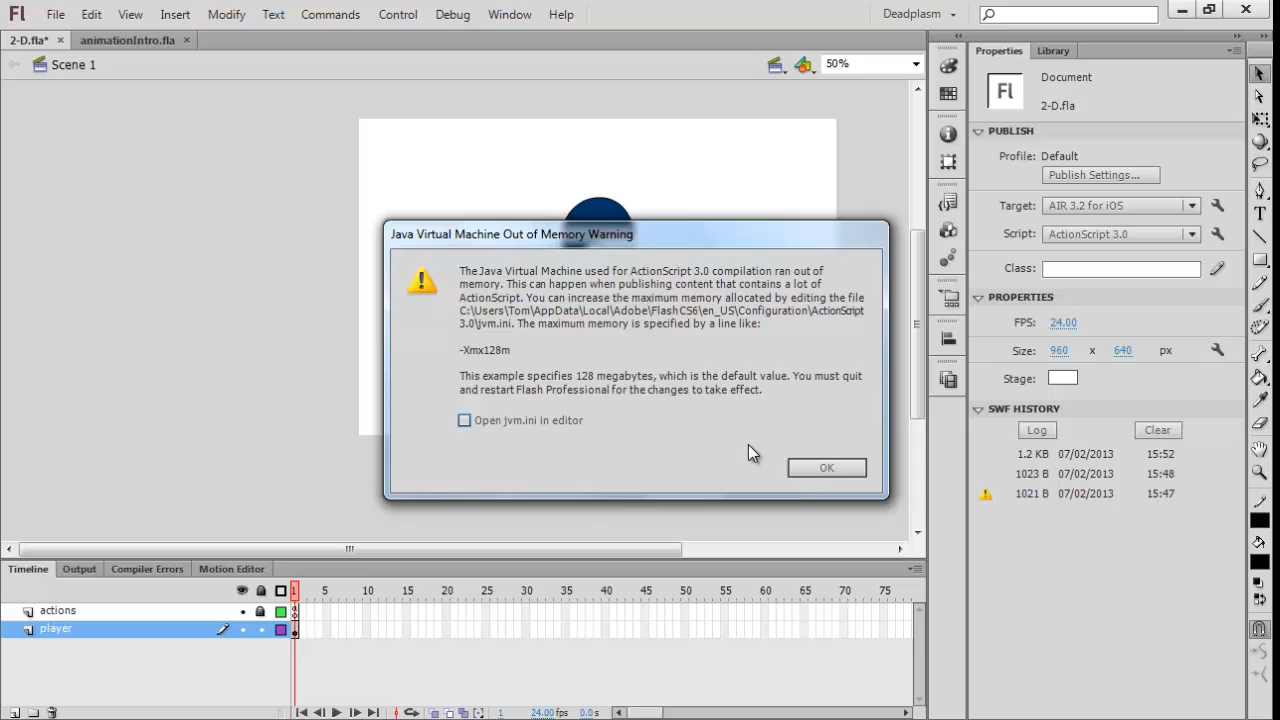 Fl File Edit View Insert Modify Text Commands Control Debug Window Help Deadplasm
2-D.fla* × animationIntro.fla ×
Scene 1 50%
Properties Library
Fl
Document
2-D.fla
PUBLISH
Profile: Default
Publish Settings...
Target: AIR 3.2 for iOS
Script: ActionScript 3.0
Class:
PROPERTIES
FPS: 24.00
Size: 960 x 640 px
Stage:
SWF HISTORY
Log Clear
1.2 KB 07/02/2013 15:52
1023 B 07/02/2013 15:48
1021 B 07/02/2013 15:47
Java Virtual Machine Out of Memory Warning
The Java Virtual Machine used for ActionScript 3.0 compilation ran out of
memory. This can happen when publishing content that contains a lot of
ActionScript. You can increase the maximum memory allocated by editing the file
C:\Users\Tom\AppData\Local\Adobe\Flash CS6\en_US\Configuration\ActionScript
3.0\jvm.ini. The maximum memory is specified by a line like:
-Xmx128m
This example specifies 128 megabytes, which is the default value. You must quit
and restart Flash Professional for the changes to take effect.
Open jvm.ini in editor
OK
Timeline Output Compiler Errors Motion Editor
1 5 10 15 20 25 30 35 40 45 50 55 60 65 70 75
actions
player
1 24.00 fps 0.0 s